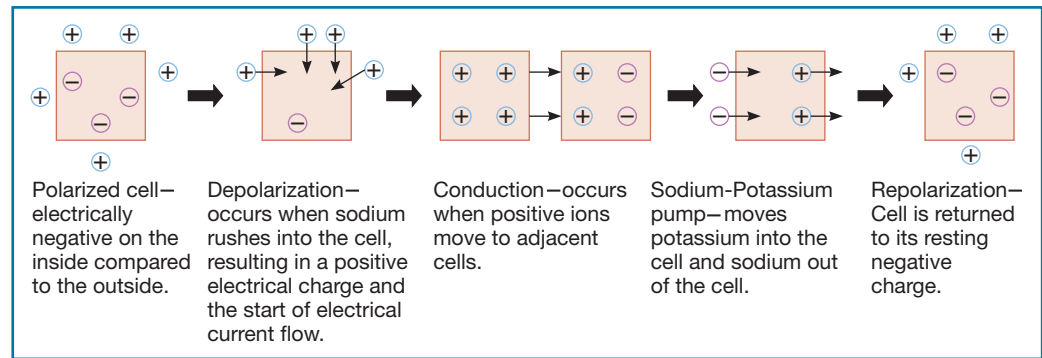 Polarized cell—
electrically
negative on the
inside compared
to the outside.
Depolarization—
occurs when sodium
rushes into the cell,
resulting in a positive
electrical charge and
the start of electrical
current flow.
Conduction—occurs
when positive ions
move to adjacent
cells.
Sodium-Potassium
pump—moves
potassium into the
cell and sodium out
of the cell.
Repolarization—
Cell is returned
to its resting
negative
charge.